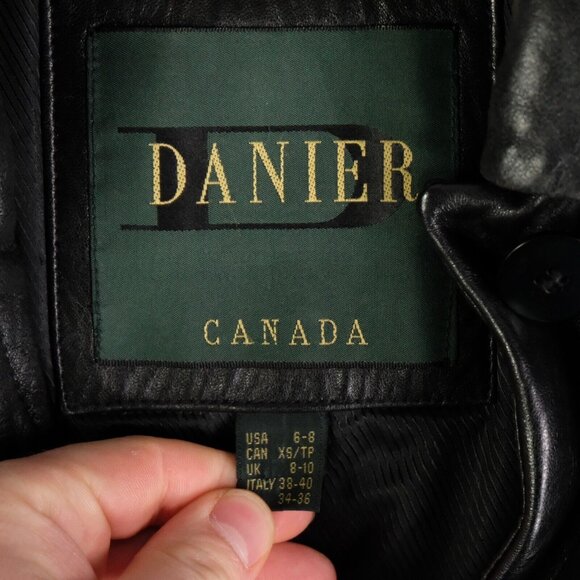 DANIER
CANADA
USA 6-8
CAN XS/TP
UK 8-10
ITALY 38-40
34-36